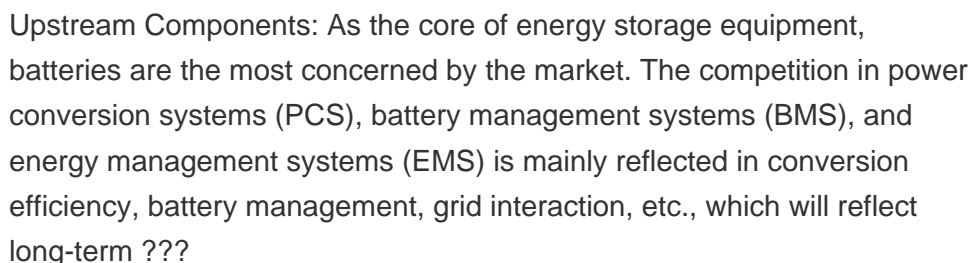 Upstream Components: As the core of energy storage equipment,
batteries are the most concerned by the market. The competition in power
conversion systems (PCS), battery management systems (BMS), and
energy management systems (EMS) is mainly reflected in conversion
efficiency, battery management, grid interaction, etc., which will reflect
long-term ???